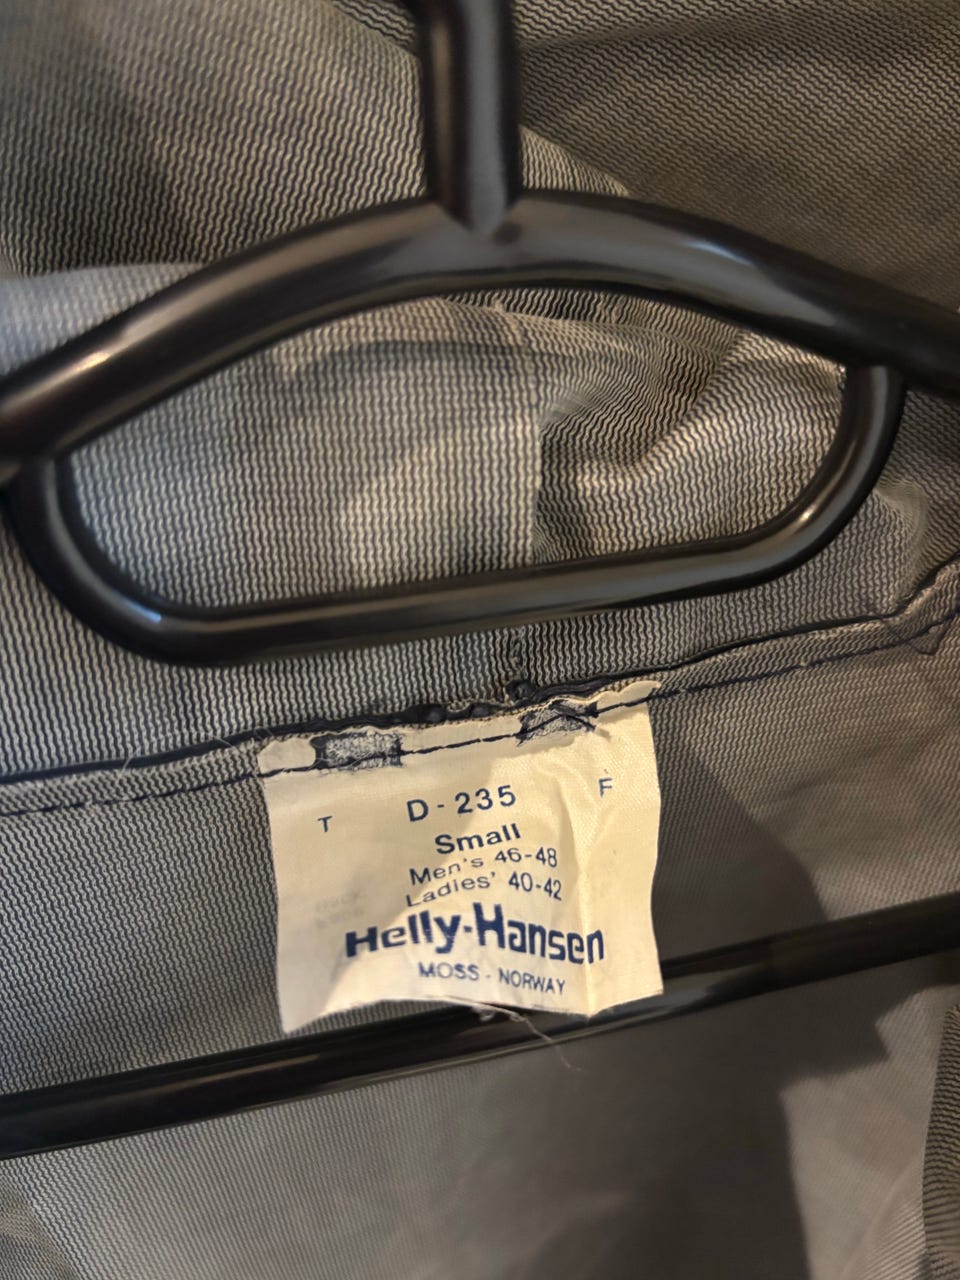 T D-235 F
Small
Men's 46-48
Ladies' 40-42
Helly-Hansen
MOSS - NORWAY